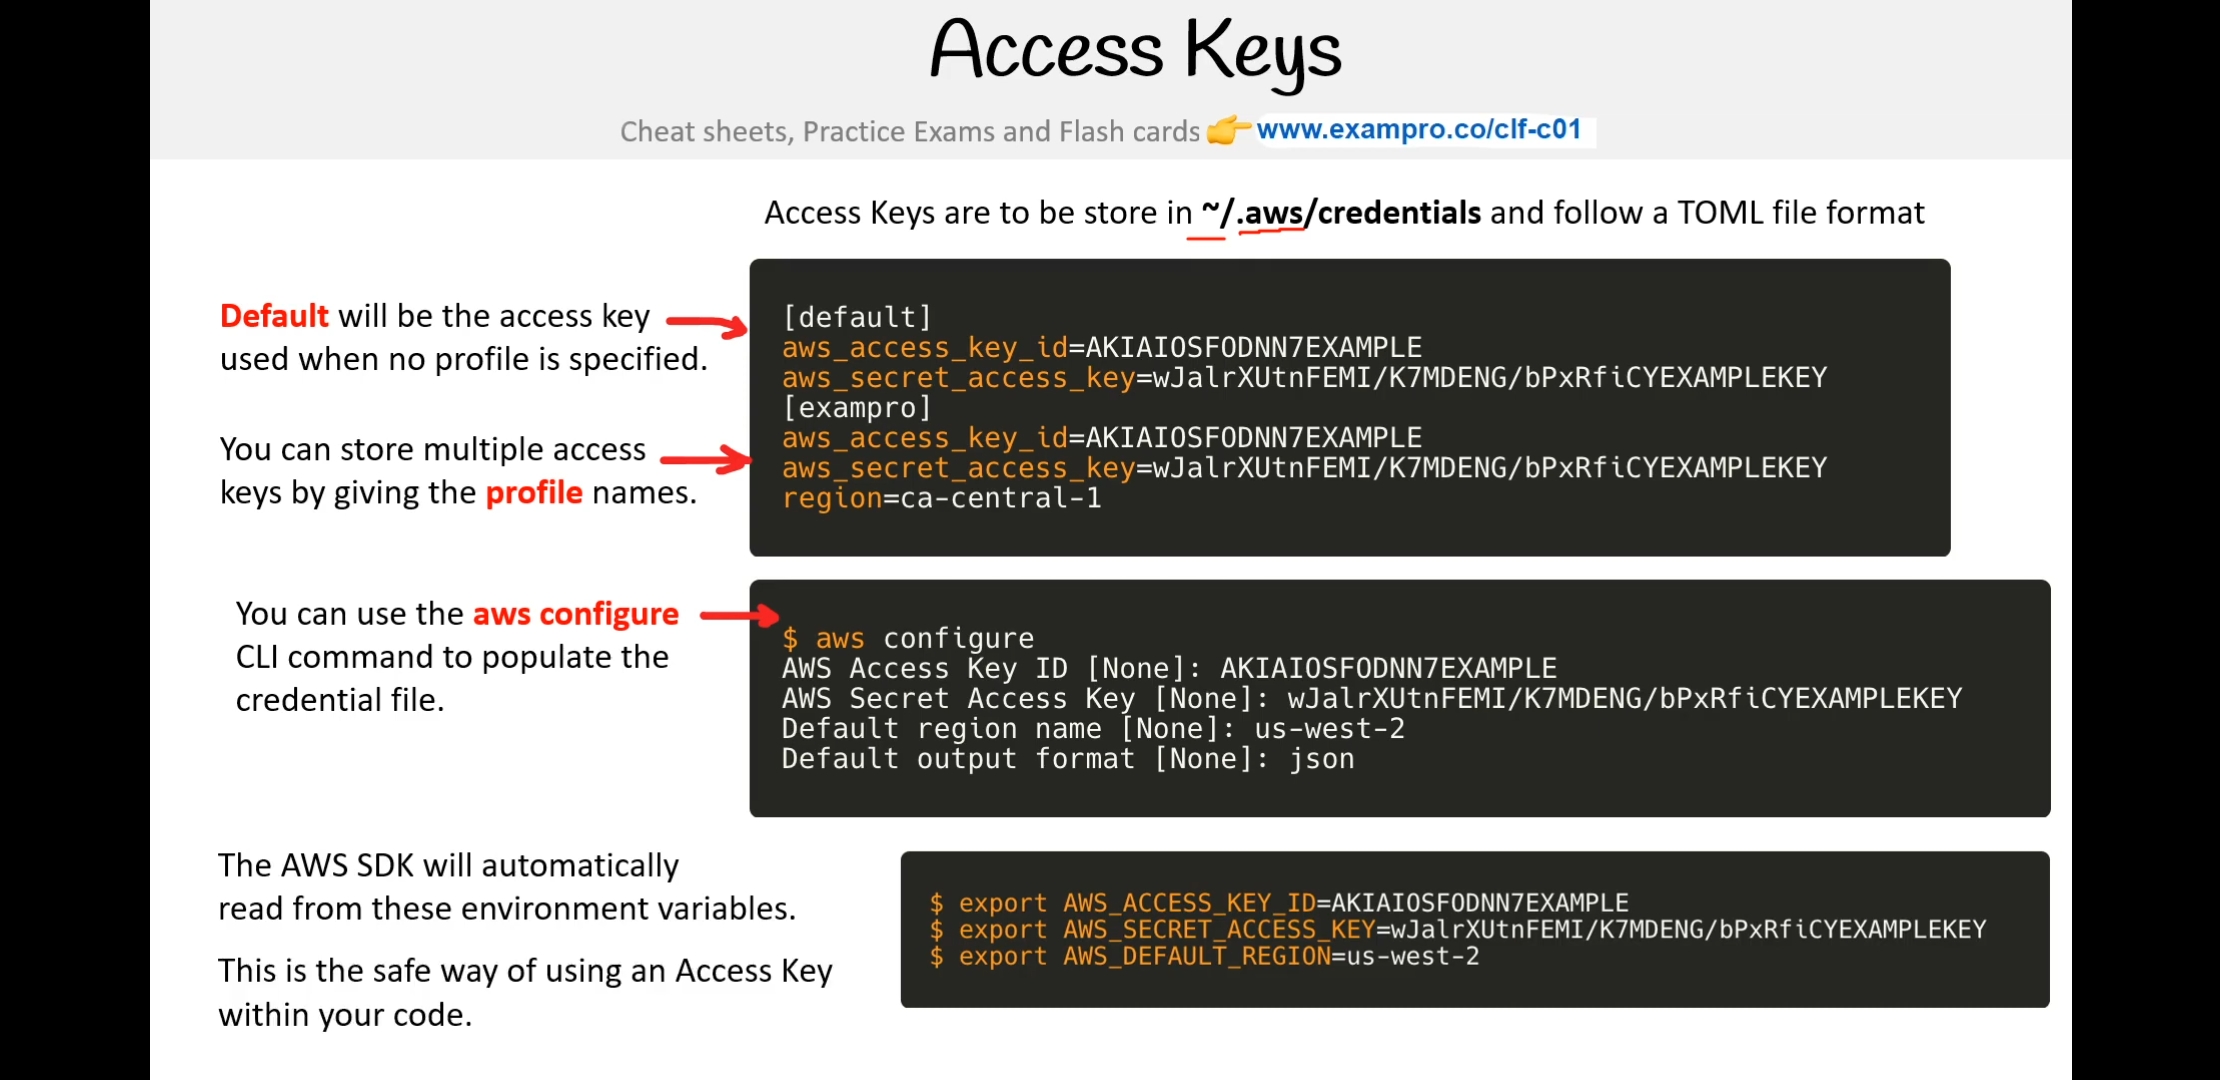 Access Keys
Cheat sheets, Practice Exams and Flash cards 👉 www.exampro.co/clf-c01
Access Keys are to be store in ~/.aws/credentials and follow a TOML file format
Default will be the access key
used when no profile is specified.
You can store multiple access
keys by giving the profile names.
[default]
aws_access_key_id=AKIAIOSFODNN7EXAMPLE
aws_secret_access_key=wJalrXUtnFEMI/K7MDENG/bPxRfiCYEXAMPLEKEY
[exampro]
aws_access_key_id=AKIAIOSFODNN7EXAMPLE
aws_secret_access_key=wJalrXUtnFEMI/K7MDENG/bPxRfiCYEXAMPLEKEY
region=ca-central-1
You can use the aws configure
CLI command to populate the
credential file.
$ aws configure
AWS Access Key ID [None]: AKIAIOSFODNN7EXAMPLE
AWS Secret Access Key [None]: wJalrXUtnFEMI/K7MDENG/bPxRfiCYEXAMPLEKEY
Default region name [None]: us-west-2
Default output format [None]: json
The AWS SDK will automatically
read from these environment variables.
This is the safe way of using an Access Key
within your code.
$ export AWS_ACCESS_KEY_ID=AKIAIOSFODNN7EXAMPLE
$ export AWS_SECRET_ACCESS_KEY=wJalrXUtnFEMI/K7MDENG/bPxRfiCYEXAMPLEKEY
$ export AWS_DEFAULT_REGION=us-west-2